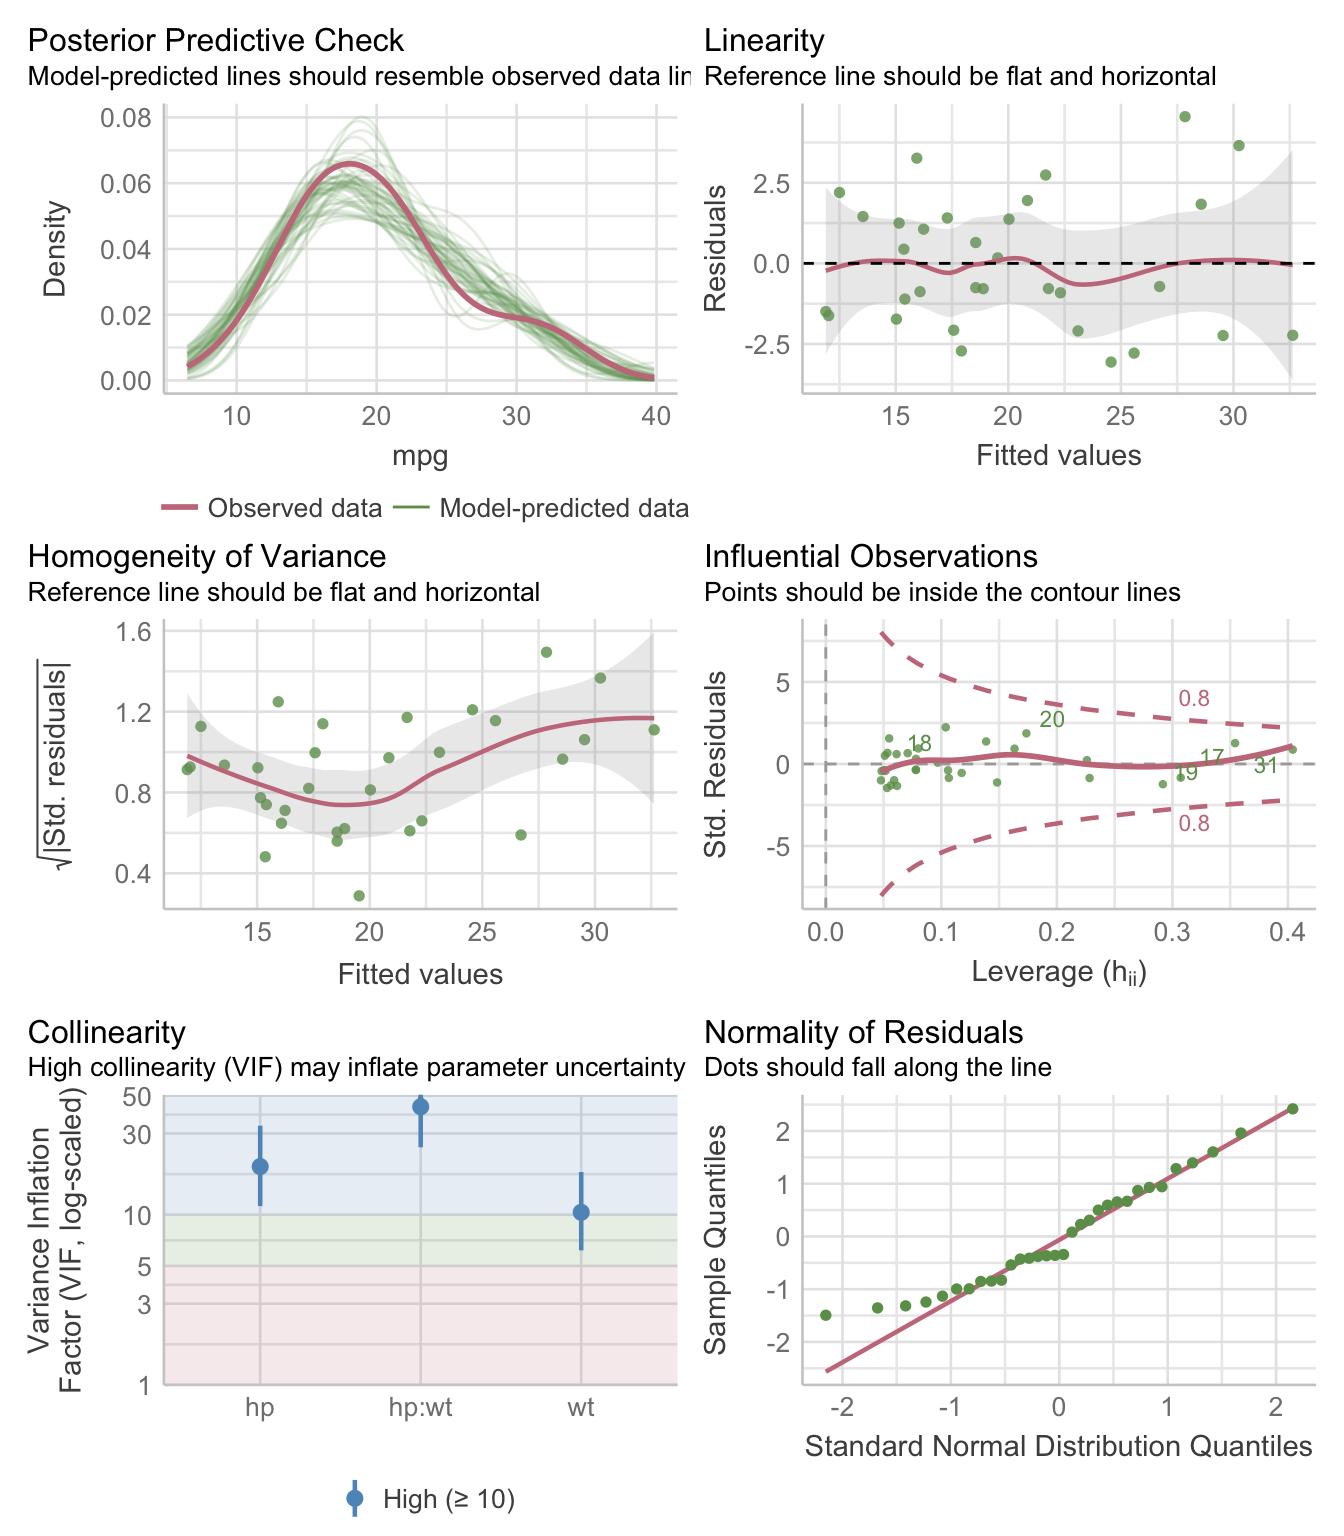 Posterior Predictive Check
Model-predicted lines should resemble observed data lin
Density
0.08
0.06
0.04
0.02
0.00
10 20 30 40
mpg
Observed data Model-predicted data
Linearity
Reference line should be flat and horizontal
Residuals
2.5
0.0
-2.5
15 20 25 30
Fitted values
Homogeneity of Variance
Reference line should be flat and horizontal
√|Std. residuals|
1.6
1.2
0.8
0.4
15 20 25 30
Fitted values
Influential Observations
Points should be inside the contour lines
Std. Residuals
5
0
-5
0.8
20
18
17
19
31
0.8
0.0 0.1 0.2 0.3 0.4
Leverage (hii)
Collinearity
High collinearity (VIF) may inflate parameter uncertainty
Variance Inflation
Factor (VIF, log-scaled)
50
30
10
5
3
1
hp hp:wt wt
High (≥ 10)
Normality of Residuals
Dots should fall along the line
Sample Quantiles
2
1
0
-1
-2
-2 -1 0 1 2
Standard Normal Distribution Quantiles